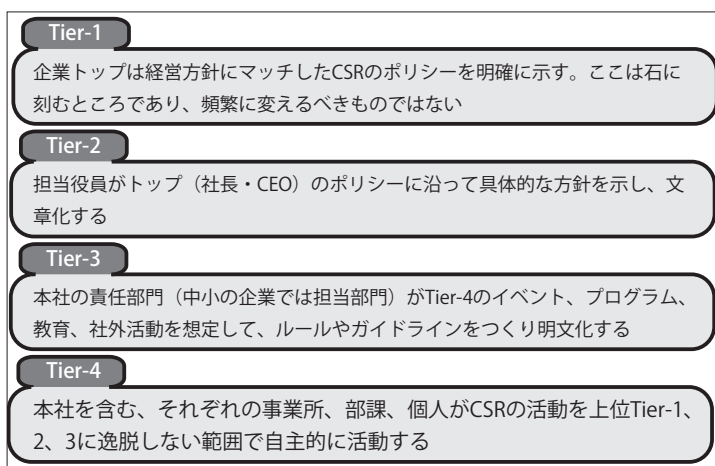 Tier-1
企業トップは経営方針にマッチしたCSRのポリシーを明確に示す。ここは石に
刻むところであり、頻繁に変えるべきものではない
Tier-2
担当役員がトップ（社長・CEO）のポリシーに沿って具体的な方針を示し、文
章化する
Tier-3
本社の責任部門（中小の企業では担当部門）がTier-4のイベント、プログラム、
教育、社外活動を想定して、ルールやガイドラインをつくり明文化する
Tier-4
本社を含む、それぞれの事業所、部課、個人がCSRの活動を上位Tier-1、
2、3に逸脱しない範囲で自主的に活動する